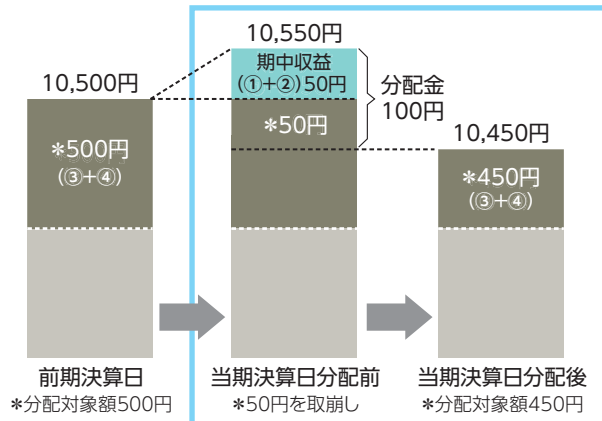 10,500円
*500円
(③+④)
前期決算日
*分配対象額500円
10,550円
期中収益
(①+②)50円
*50円
分配金
100円
当期決算日分配前
*50円を取崩し
10,450円
*450円
(③+④)
当期決算日分配後
*分配対象額450円